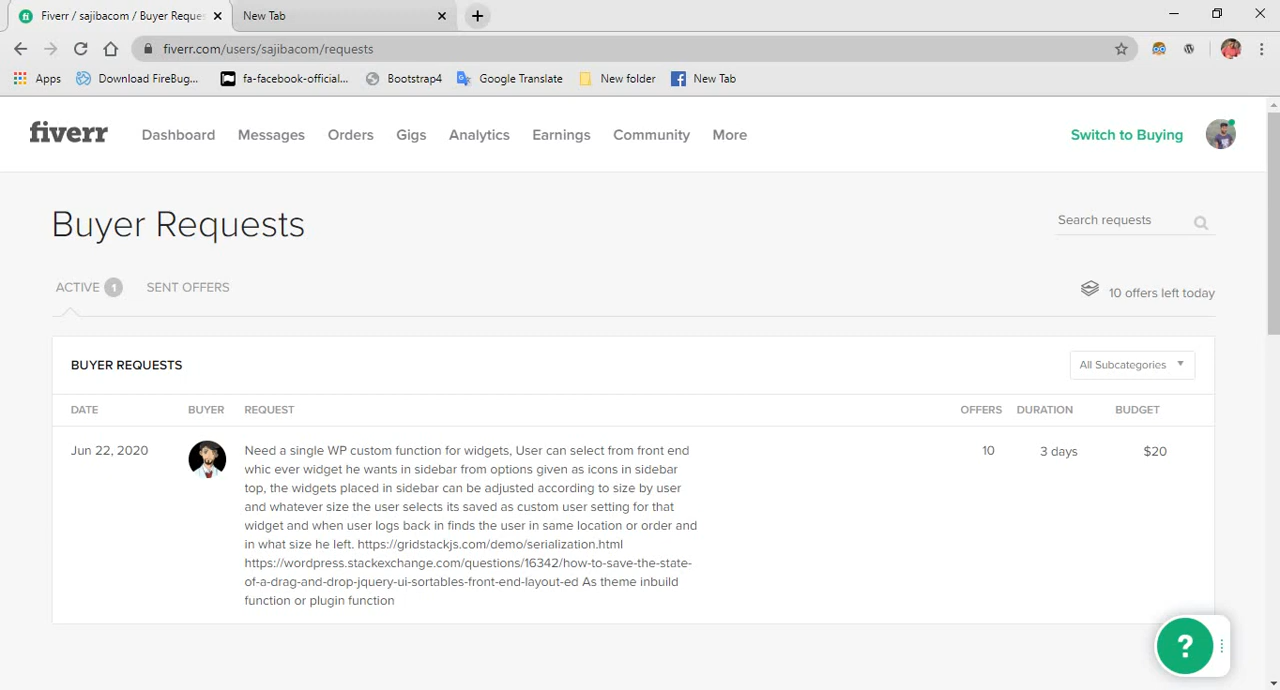 Fiverr / sajibacom / Buyer Reques
New Tab
fiverr.com/users/sajibacom/requests
Apps
Download FireBug...
fa-facebook-official...
Bootstrap4
Google Translate
New folder
New Tab
fiverr
Dashboard
Messages
Orders
Gigs
Analytics
Earnings
Community
More
Switch to Buying
Buyer Requests
Search requests
ACTIVE 1
SENT OFFERS
10 offers left today
BUYER REQUESTS
All Subcategories
DATE BUYER REQUEST OFFERS DURATION BUDGET
Jun 22, 2020
Need a single WP custom function for widgets, User can select from front end
whic ever widget he wants in sidebar from options given as icons in sidebar
top, the widgets placed in sidebar can be adjusted according to size by user
and whatever size the user selects its saved as custom user setting for that
widget and when user logs back in finds the user in same location or order and
in what size he left. https://gridstackjs.com/demo/serialization.html
https://wordpress.stackexchange.com/questions/16342/how-to-save-the-state-
of-a-drag-and-drop-jquery-ui-sortables-front-end-layout-ed As theme inbuild
function or plugin function
10
3 days
$20
?